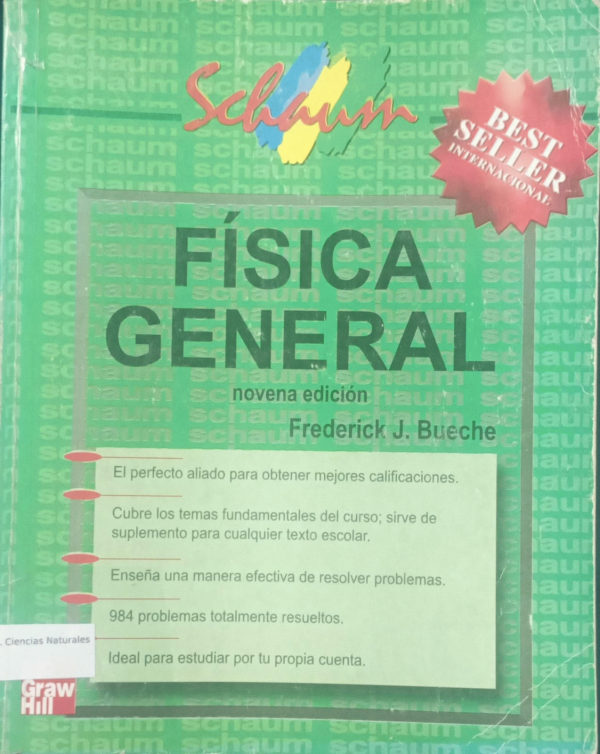 Schaum
BEST
SELLER
INTERNACIONAL
FÍSICA
GENERAL
novena edición
Frederick J. Bueche
El perfecto aliado para obtener mejores calificaciones.
Cubre los temas fundamentales del curso; sirve de
suplemento para cualquier texto escolar.
Enseña una manera efectiva de resolver problemas.
984 problemas totalmente resueltos.
. Ciencias Naturales
Ideal para estudiar por tu propia cuenta.
Graw
Hill